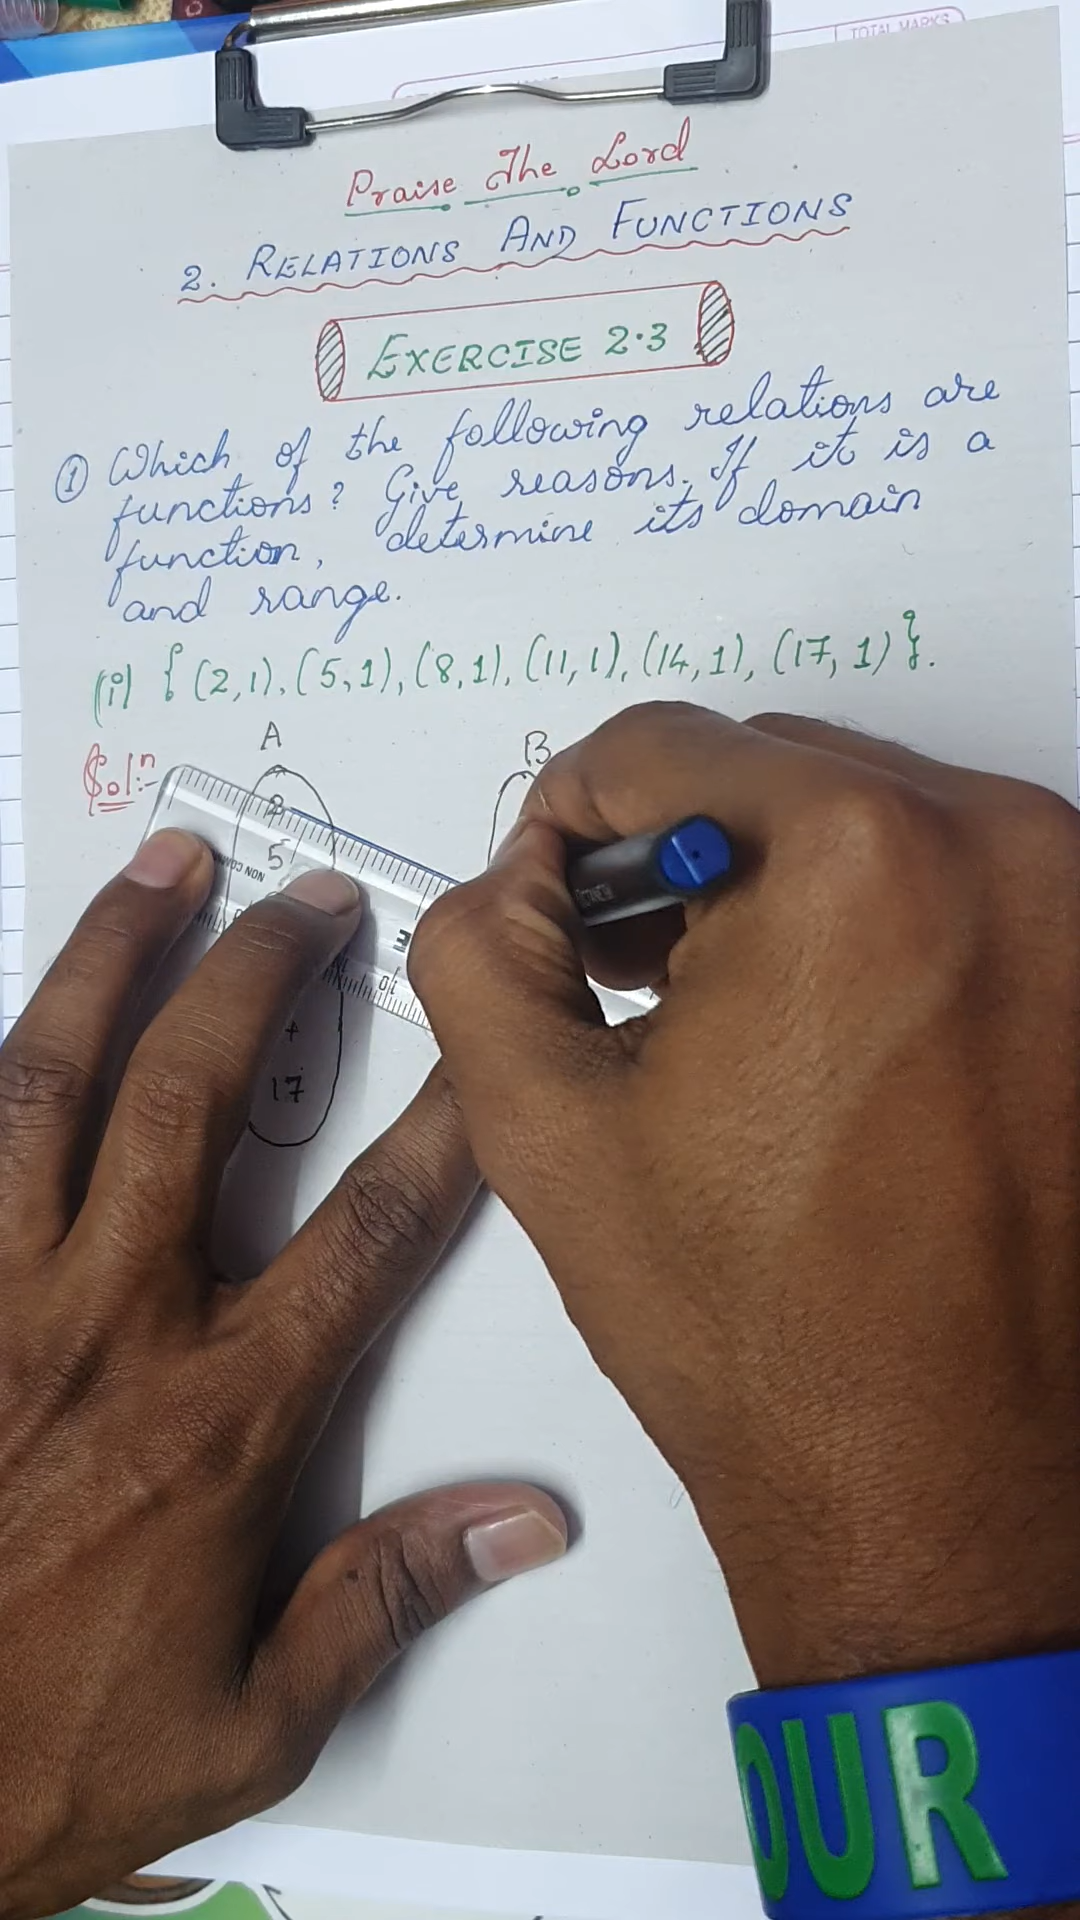 TOTAL MARKS
Praise The Lord
2. RELATIONS AND FUNCTIONS
EXERCISE 2.3
① Which of the following relations are
functions? Give reasons. If it is a
function, determine its domain
and range.
(i) {(2,1), (5,1), (8,1), (11,1), (14,1), (17,1)}.
Solⁿ:-
A
B
2
5
17
OUR